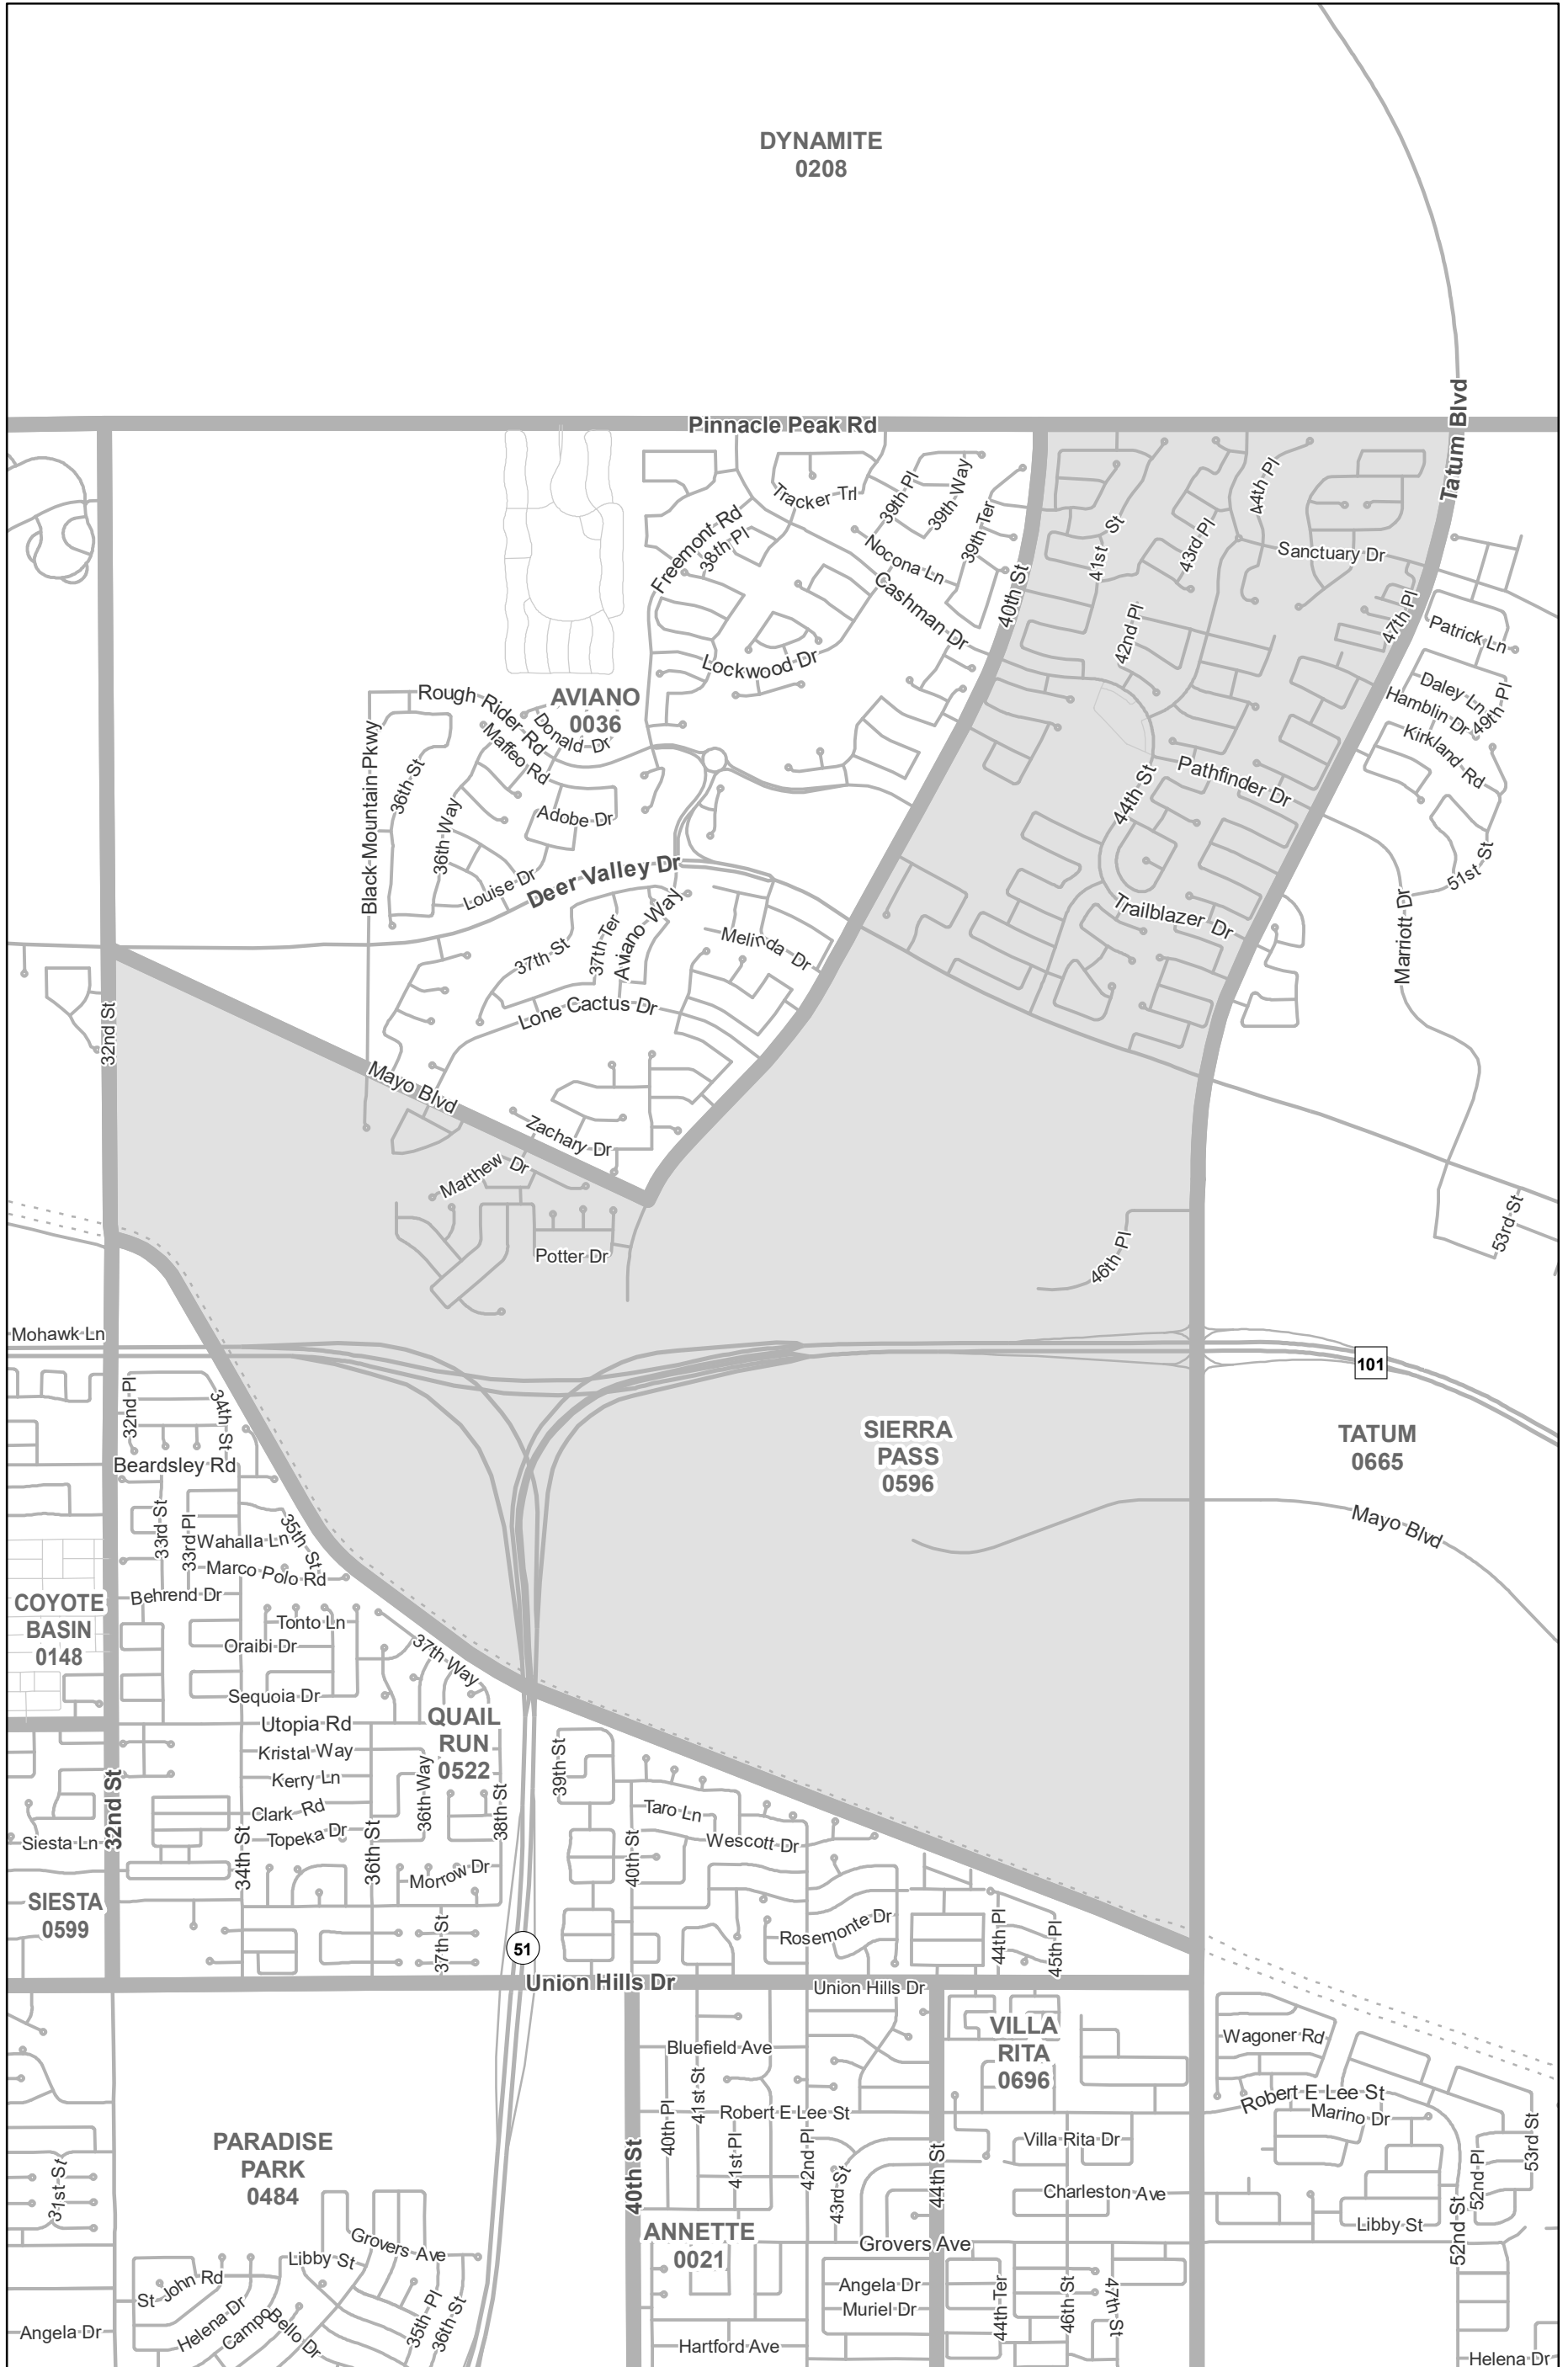 DYNAMITE
0208
Pinnacle Peak Rd
Tatum Blvd
Tracker Trl
39th Pl
39th Way
39th Ter
Freemont Rd
38th Pl
Nocona Ln
Cashman Dr
40th St
41st St
43rd Pl
44th Pl
Sanctuary Dr
42nd Pl
47th Pl
Patrick Ln
Daley Ln
Hamblin Dr
49th Pl
Kirkland Rd
Lockwood Dr
AVIANO
0036
Rough Rider Rd
Donald Dr
Maffeo Rd
Black Mountain Pkwy
36th St
36th Way
Adobe Dr
Louise Dr
Deer Valley Dr
44th St
Pathfinder Dr
Trailblazer Dr
51st St
Marriott Dr
37th St
37th Ter
Aviano Way
Melinda Dr
Lone Cactus Dr
32nd St
Mayo Blvd
Zachary Dr
Matthew Dr
Potter Dr
46th Pl
53rd St
Mohawk Ln
101
32nd Pl
34th St
Beardsley Rd
SIERRA
PASS
0596
TATUM
0665
Mayo Blvd
33rd St
33rd Pl
Wahalla Ln
35th St
Marco Polo Rd
Behrend Dr
COYOTE
BASIN
0148
Tonto Ln
Oraibi Dr
37th Way
Sequoia Dr
Utopia Rd
QUAIL
RUN
0522
Kristal Way
Kerry Ln
36th Way
39th St
Clark Rd
Topeka Dr
38th St
Taro Ln
Wescott Dr
Siesta Ln
32nd St
34th St
36th St
40th St
Morrow Dr
SIESTA
0599
37th St
51
Rosemonte Dr
44th Pl
45th Pl
Union Hills Dr
Union Hills Dr
VILLA
RITA
0696
Wagoner Rd
Bluefield Ave
40th Pl
41st St
Robert E Lee St
Robert E Lee St
Marino Dr
PARADISE
PARK
0484
31st St
40th St
41st Pl
42nd Pl
43rd St
44th St
Villa Rita Dr
Charleston Ave
52nd Pl
53rd St
52nd St
Libby St
ANNETTE
0021
Grovers Ave
Grovers Ave
Libby St
St John Rd
Helena Dr
Campo Bello Dr
35th Pl
36th St
Angela Dr
Angela Dr
Muriel Dr
44th Ter
46th St
47th St
Hartford Ave
Helena Dr